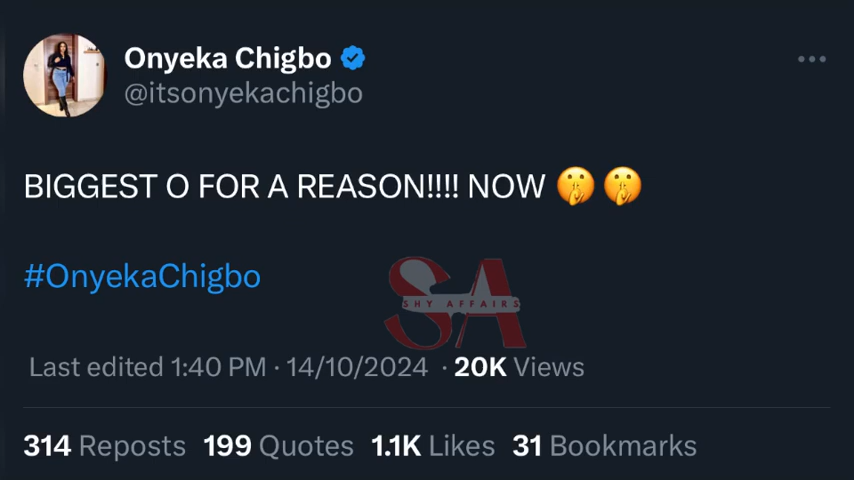 Onyeka Chigbo
@itsonyekachigbo
BIGGEST O FOR A REASON!!!! NOW 🤫 🤫
#OnyekaChigbo
SA
SHY AFFAIRS
Last edited 1:40 PM · 14/10/2024 · 20K Views
314 Reposts 199 Quotes 1.1K Likes 31 Bookmarks